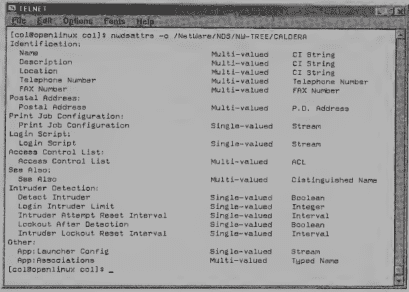 TELNET
File Edit Options Fonts Help
[col@openlinux col]$ nwdsattrs -o /NetWare/NDS/NW-TREE/CALDERA
Identification:
Name Multi-valued CI String
Description Multi-valued CI String
Location Multi-valued CI String
Telephone Number Multi-valued Telephone Number
FAX Number Multi-valued FAX Number
Postal Address:
Postal Address Multi-valued P.O. Address
Print Job Configuration:
Print Job Configuration Single-valued Stream
Login Script:
Login Script Single-valued Stream
Access Control List:
Access Control List Multi-valued ACL
See Also:
See Also Multi-valued Distinguished Name
Intruder Detection:
Detect Intruder Single-valued Boolean
Login Intruder Limit Single-valued Integer
Intruder Attempt Reset Interval Single-valued Interval
Lockout After Detection Single-valued Boolean
Intruder Lockout Reset Interval Single-valued Interval
Other:
App:Launcher Config Single-valued Stream
App:Associations Multi-valued Typed Name
[col@openlinux col]$ _